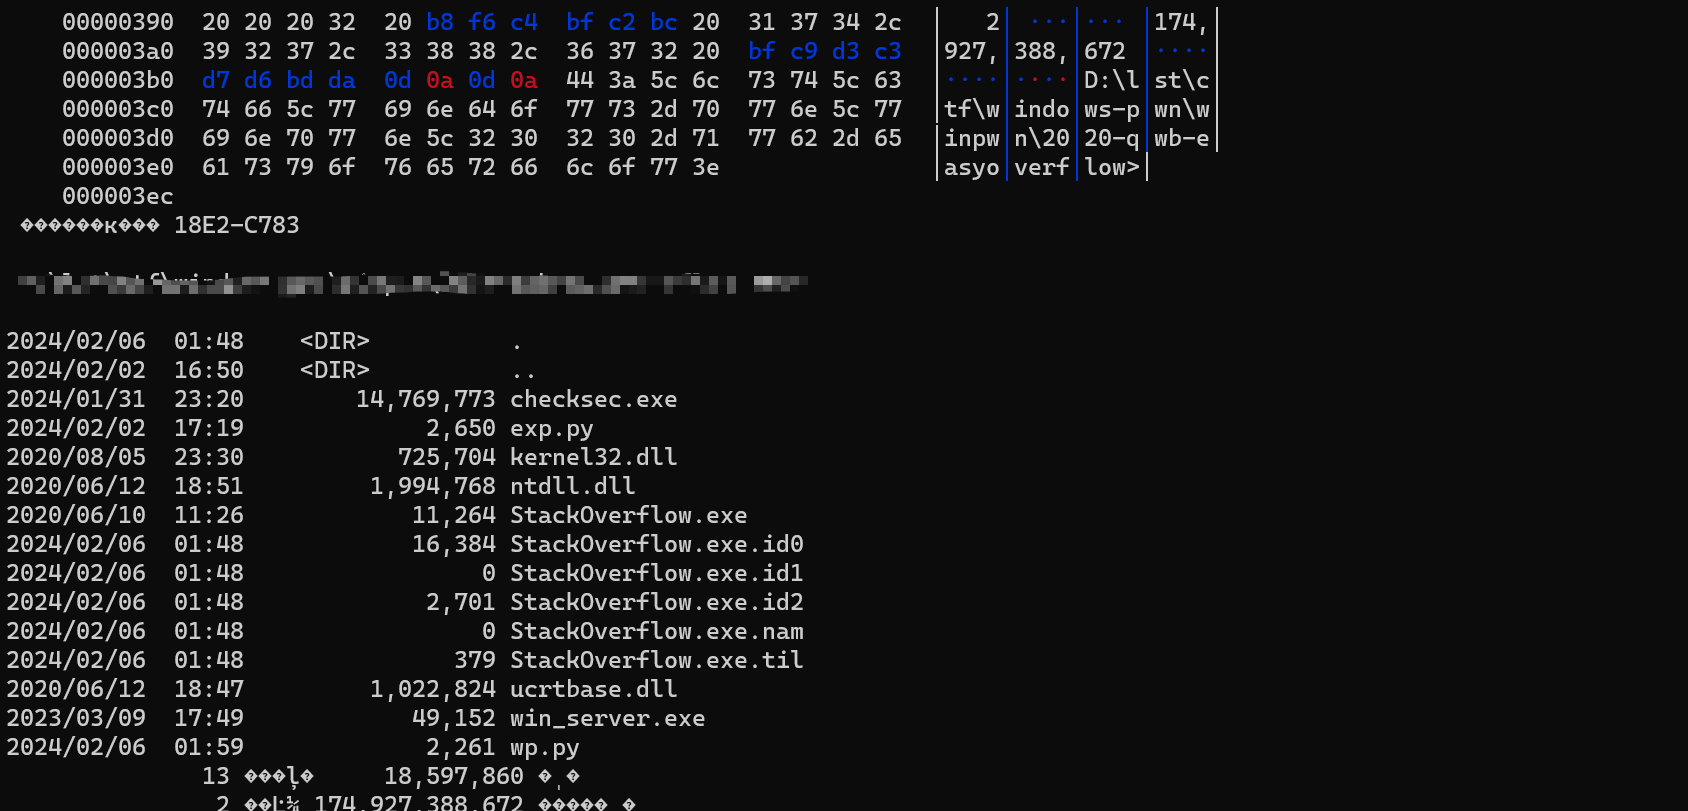 00000390  20 20 20 32  20 b8 f6 c4  bf c2 bc 20  31 37 34 2c  │   2│ ···│··· │174,│
000003a0  39 32 37 2c  33 38 38 2c  36 37 32 20  bf c9 d3 c3  │927,│388,│672 │····│
000003b0  d7 d6 bd da  0d 0a 0d 0a  44 3a 5c 6c  73 74 5c 63  │····│····│D:\l│st\c│
000003c0  74 66 5c 77  69 6e 64 6f  77 73 2d 70  77 6e 5c 77  │tf\w│indo│ws-p│wn\w│
000003d0  69 6e 70 77  6e 5c 32 30  32 30 2d 71  77 62 2d 65  │inpw│n\20│20-q│wb-e│
000003e0  61 73 79 6f  76 65 72 66  6c 6f 77 3e  │asyo│verf│low>│
000003ec
������к��� 18E2-C783
2024/02/06  01:48    <DIR>          .
2024/02/02  16:50    <DIR>          ..
2024/01/31  23:20        14,769,773 checksec.exe
2024/02/02  17:19             2,650 exp.py
2020/08/05  23:30           725,704 kernel32.dll
2020/06/12  18:51         1,994,768 ntdll.dll
2020/06/10  11:26            11,264 StackOverflow.exe
2024/02/06  01:48            16,384 StackOverflow.exe.id0
2024/02/06  01:48                 0 StackOverflow.exe.id1
2024/02/06  01:48             2,701 StackOverflow.exe.id2
2024/02/06  01:48                 0 StackOverflow.exe.nam
2024/02/06  01:48               379 StackOverflow.exe.til
2020/06/12  18:47         1,022,824 ucrtbase.dll
2023/03/09  17:49            49,152 win_server.exe
2024/02/06  01:59             2,261 wp.py
13 ���ļ�     18,597,860 � �
2 174,927,388,672 ����� �